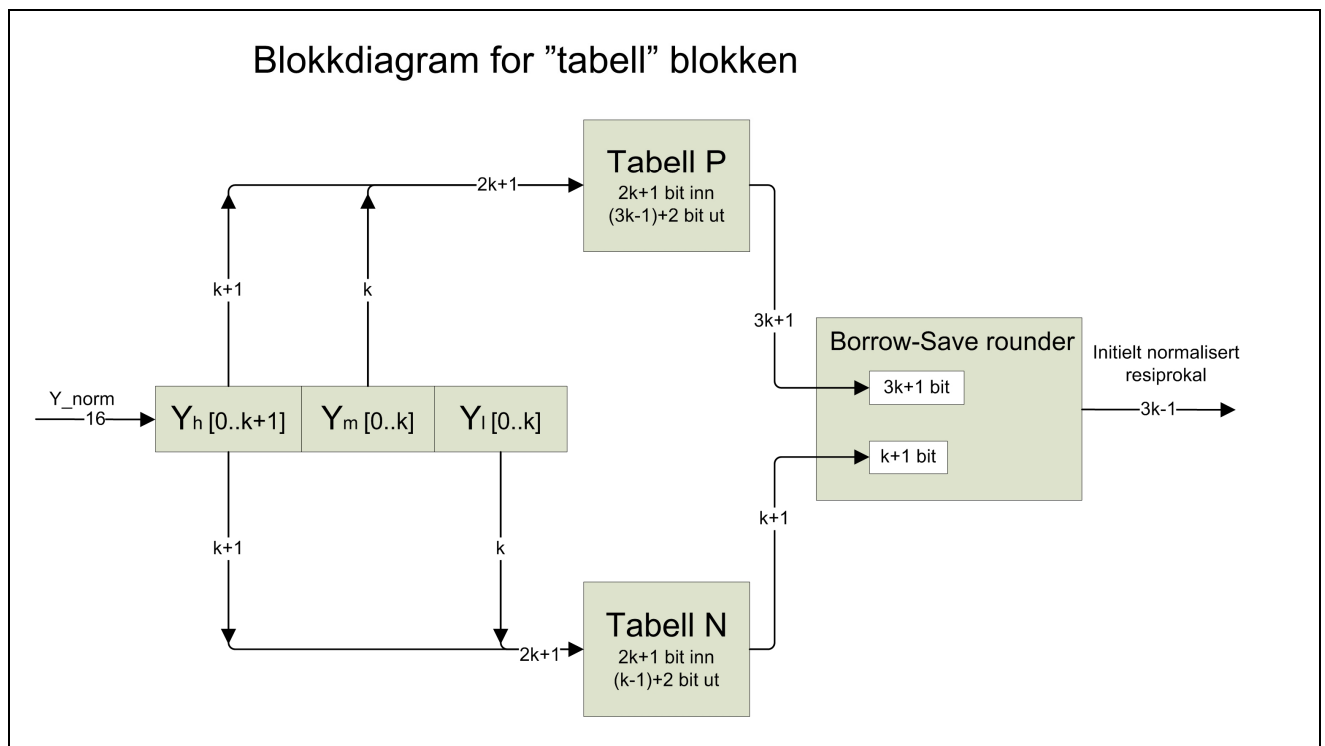 Blokkdiagram for ”tabell” blokken
Tabell P
2k+1 bit inn
(3k-1)+2 bit ut
2k+1
k+1
k
3k+1
Borrow-Save rounder
3k+1 bit
k+1 bit
Initielt normalisert
resiprokal
3k-1
Y_norm
16
Yh [0..k+1]
Ym [0..k]
Yl [0..k]
k+1
k
k+1
2k+1
Tabell N
2k+1 bit inn
(k-1)+2 bit ut